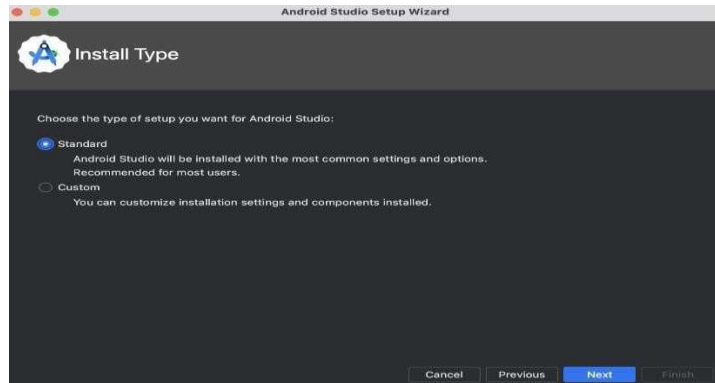 Android Studio Setup Wizard
Install Type
Choose the type of setup you want for Android Studio:
Standard
Android Studio will be installed with the most common settings and options.
Recommended for most users.
Custom
You can customize installation settings and components installed.
Cancel Previous Next Finish